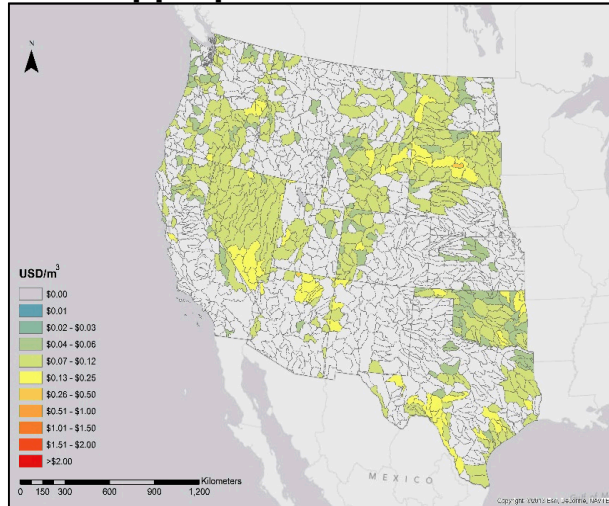 N
USD/m³
$0.00
$0.01
$0.02 - $0.03
$0.04 - $0.06
$0.07 - $0.12
$0.13 - $0.25
$0.26 - $0.50
$0.51 - $1.00
$1.01 - $1.50
$1.51 - $2.00
>$2.00
Kilometers
0 150 300 600 900 1,200
MEXICO